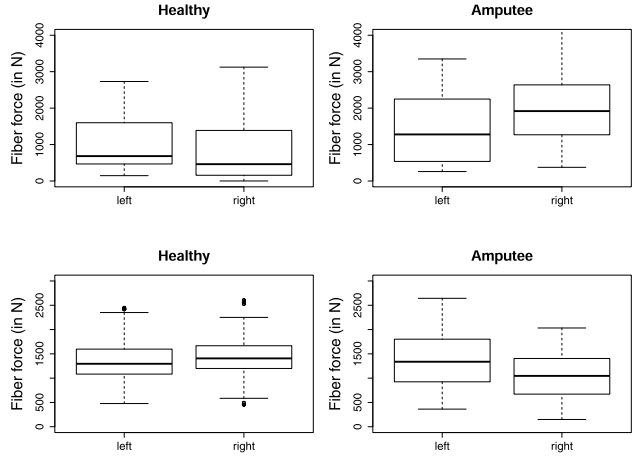 Healthy
Amputee
Fiber force (in N)
0 1000 2000 3000 4000
left right
Fiber force (in N)
0 1000 2000 3000 4000
left right
Healthy
Amputee
Fiber force (in N)
0 500 1500 2500
left right
Fiber force (in N)
0 500 1500 2500
left right